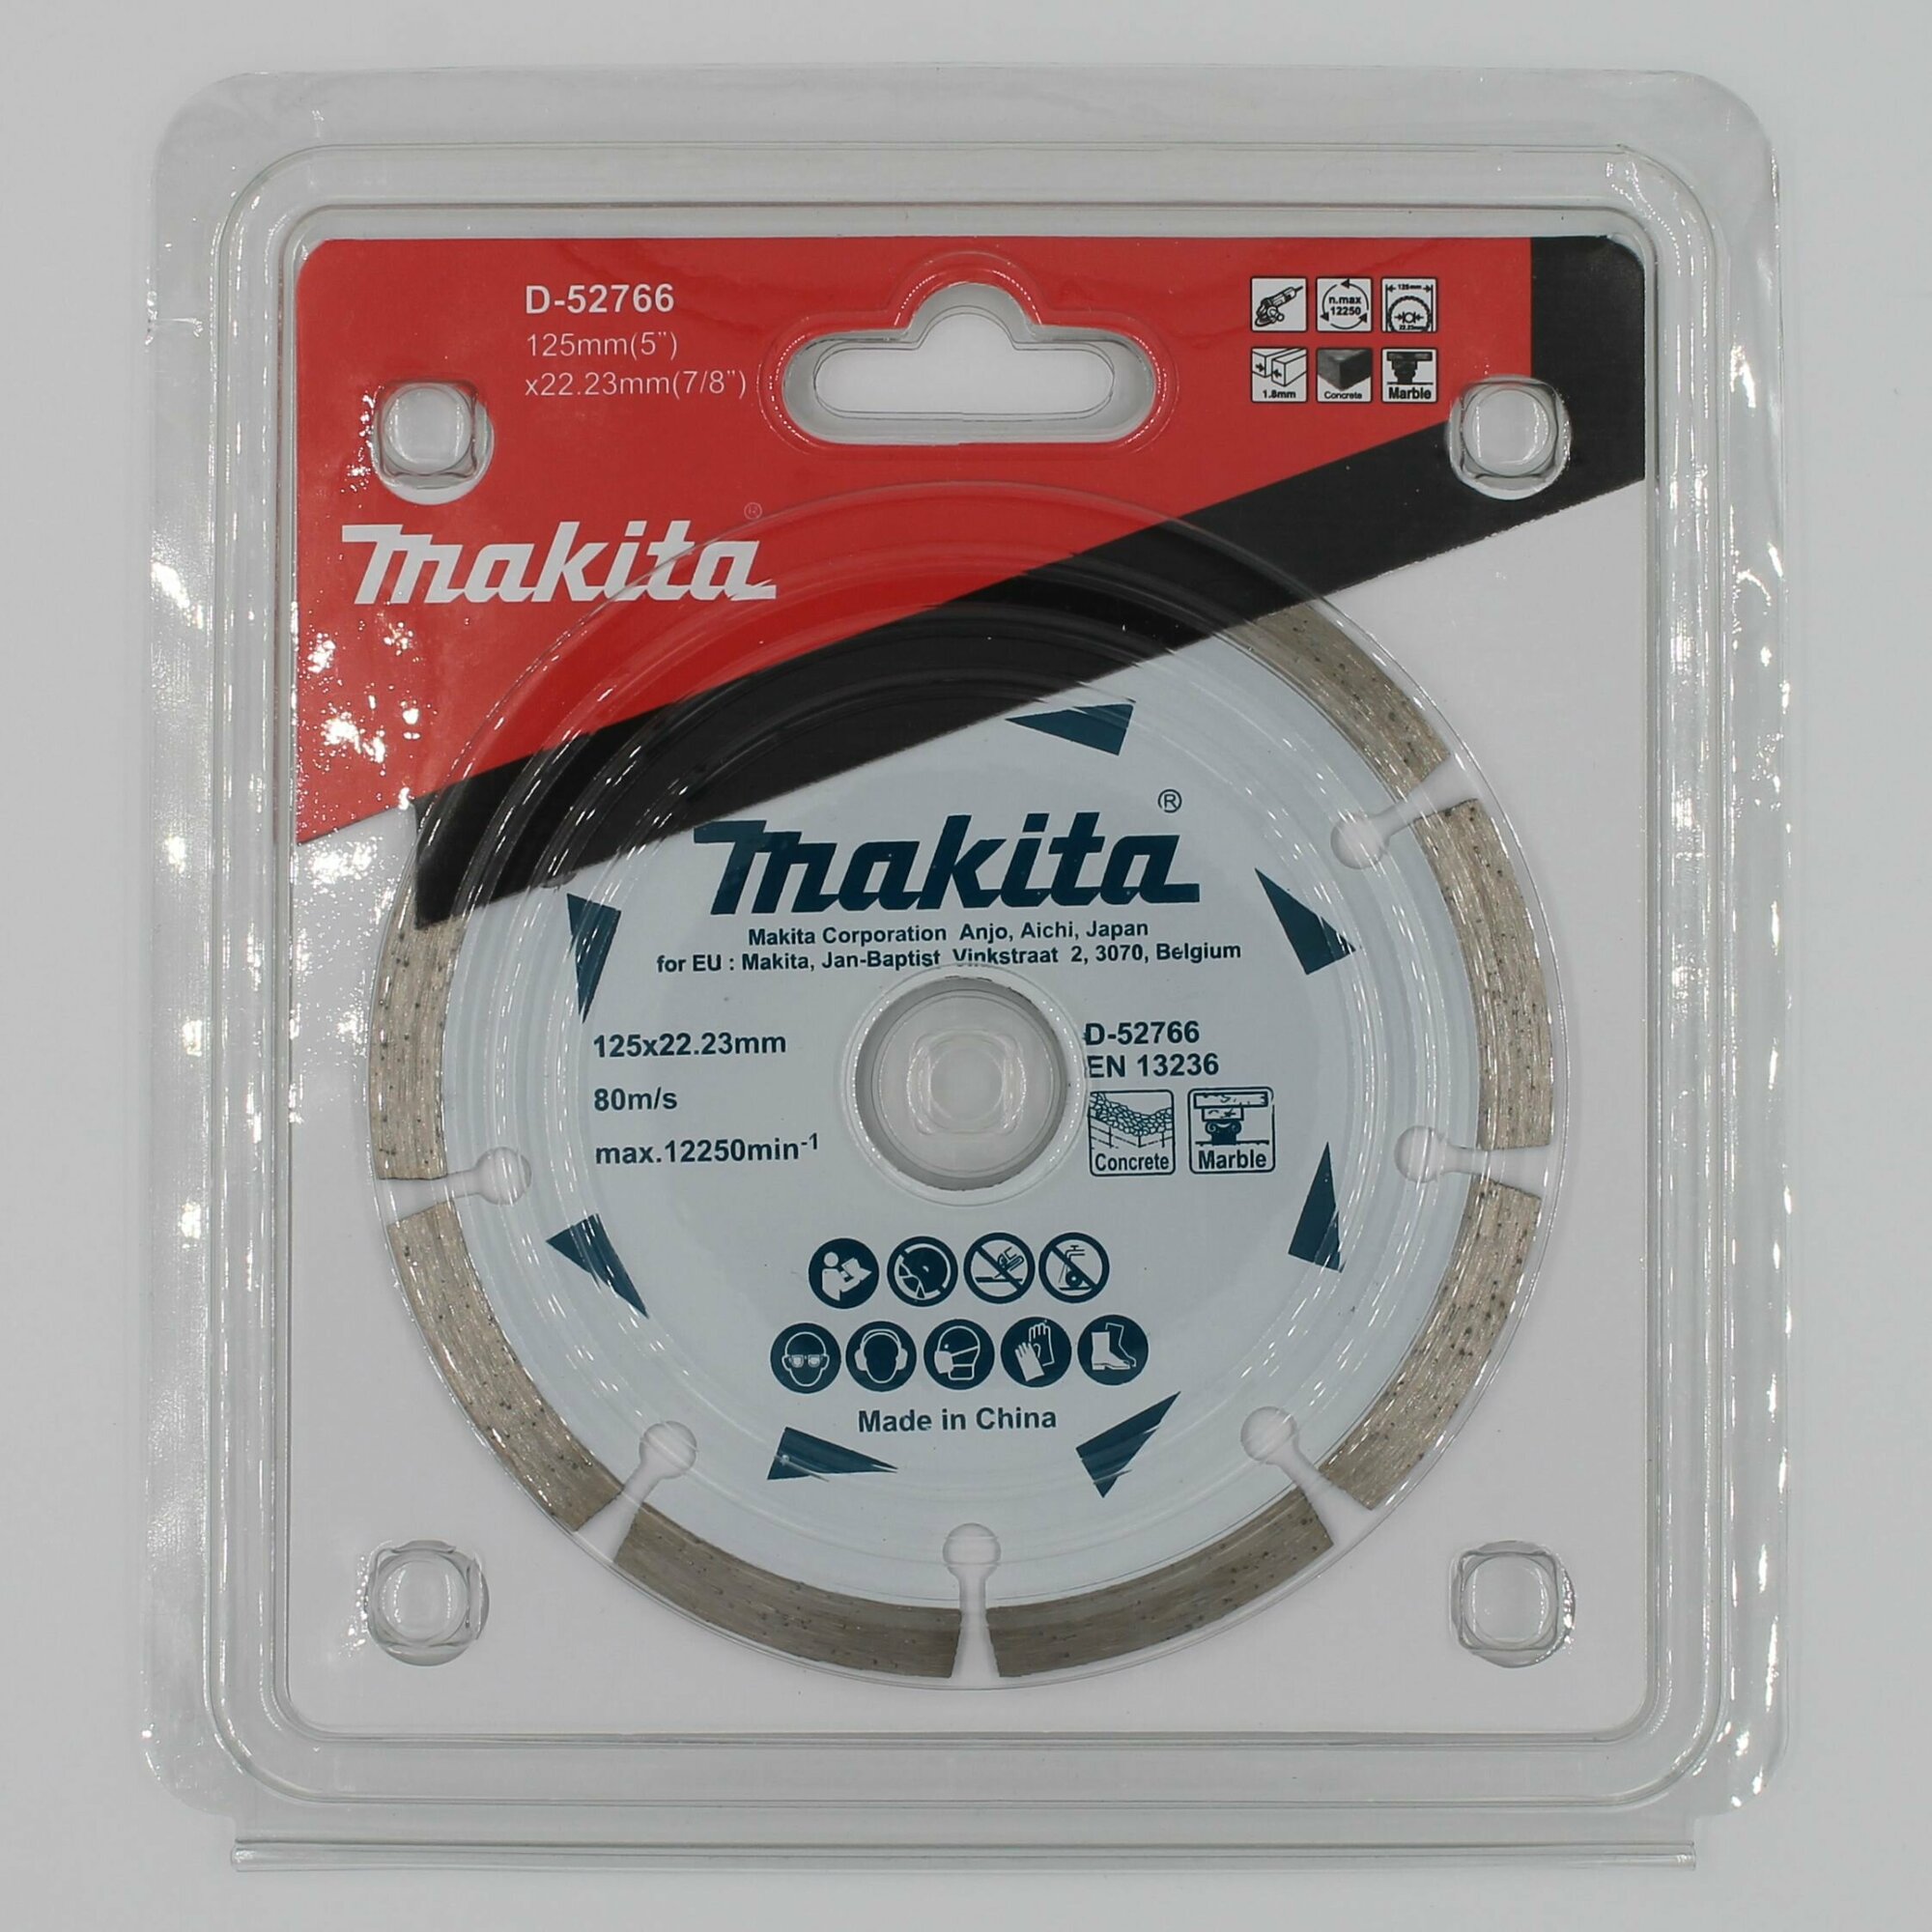 D-52766
125mm(5")
x22.23mm(7/8")
n.max
12250
125mm
22.23mm
1.8mm
Concrete
Marble
makita®
makita®
Makita Corporation Anjo, Aichi, Japan
for EU : Makita, Jan-Baptist Vinkstraat 2, 3070, Belgium
125x22.23mm
80m/s
max.12250min⁻¹
D-52766
EN 13236
Concrete
Marble
Made in China